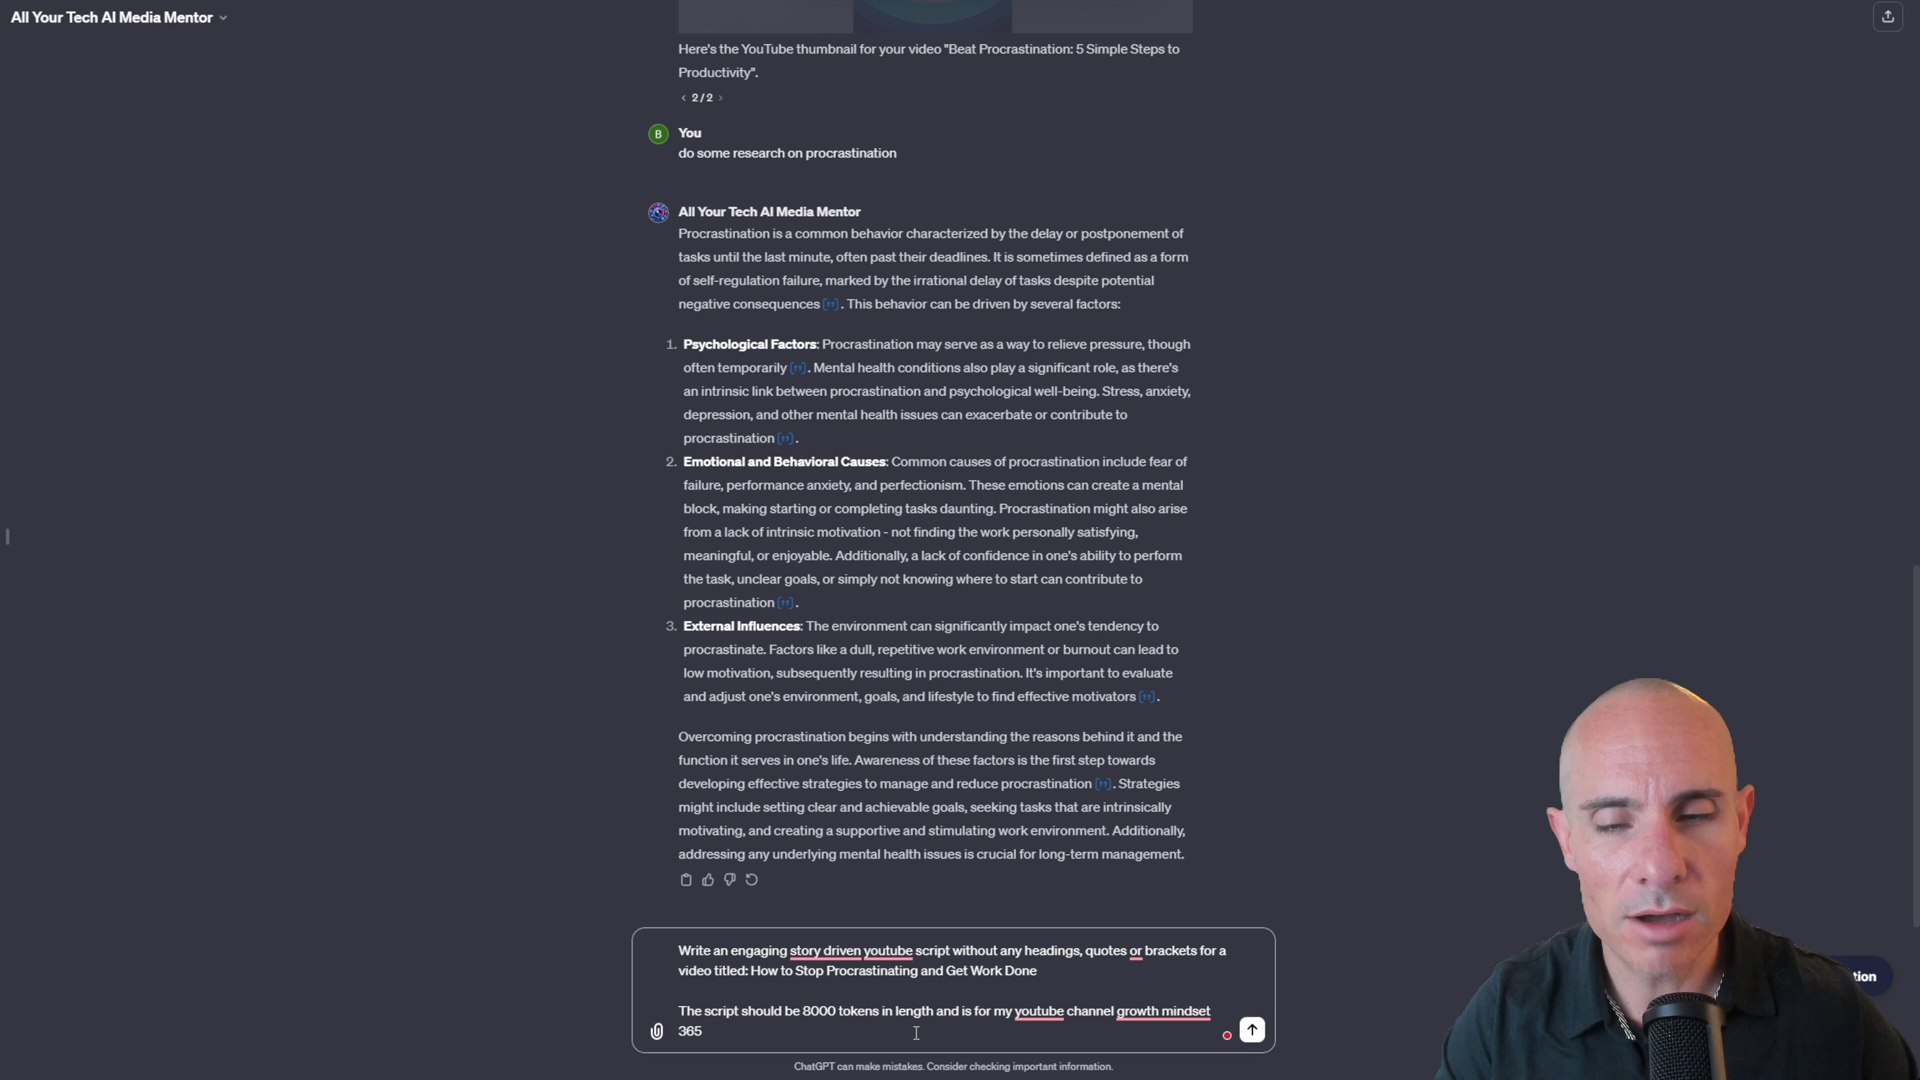 All Your Tech AI Media Mentor
Here's the YouTube thumbnail for your video "Beat Procrastination: 5 Simple Steps to
Productivity".
2/2
B
You
do some research on procrastination
All Your Tech AI Media Mentor
Procrastination is a common behavior characterized by the delay or postponement of
tasks until the last minute, often past their deadlines. It is sometimes defined as a form
of self-regulation failure, marked by the irrational delay of tasks despite potential
negative consequences ["]. This behavior can be driven by several factors:
1. Psychological Factors: Procrastination may serve as a way to relieve pressure, though
often temporarily ["]. Mental health conditions also play a significant role, as there's
an intrinsic link between procrastination and psychological well-being. Stress, anxiety,
depression, and other mental health issues can exacerbate or contribute to
procrastination ["].
2. Emotional and Behavioral Causes: Common causes of procrastination include fear of
failure, performance anxiety, and perfectionism. These emotions can create a mental
block, making starting or completing tasks daunting. Procrastination might also arise
from a lack of intrinsic motivation - not finding the work personally satisfying,
meaningful, or enjoyable. Additionally, a lack of confidence in one's ability to perform
the task, unclear goals, or simply not knowing where to start can contribute to
procrastination ["].
3. External Influences: The environment can significantly impact one's tendency to
procrastinate. Factors like a dull, repetitive work environment or burnout can lead to
low motivation, subsequently resulting in procrastination. It's important to evaluate
and adjust one's environment, goals, and lifestyle to find effective motivators ["].
Overcoming procrastination begins with understanding the reasons behind it and the
function it serves in one's life. Awareness of these factors is the first step towards
developing effective strategies to manage and reduce procrastination ["]. Strategies
might include setting clear and achievable goals, seeking tasks that are intrinsically
motivating, and creating a supportive and stimulating work environment. Additionally,
addressing any underlying mental health issues is crucial for long-term management.
Write an engaging story driven youtube script without any headings, quotes or brackets for a
video titled: How to Stop Procrastinating and Get Work Done
The script should be 8000 tokens in length and is for my youtube channel growth mindset
365
ChatGPT can make mistakes. Consider checking important information.